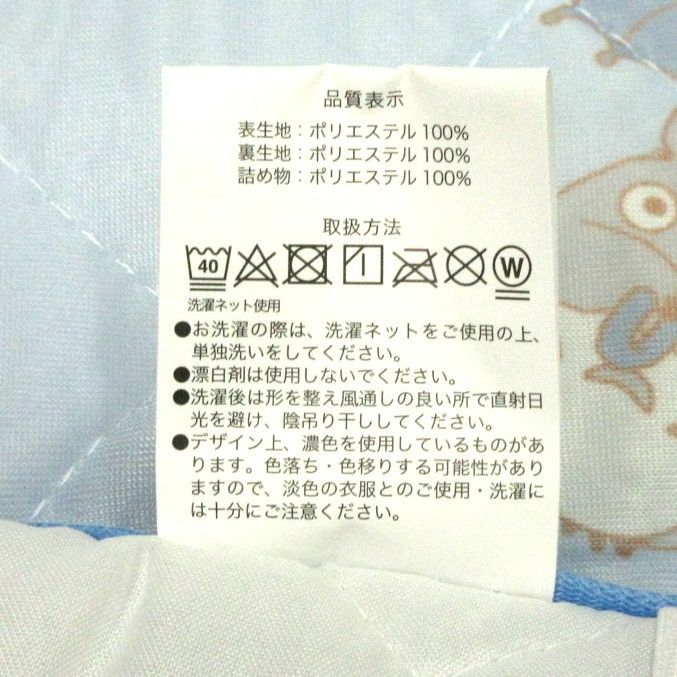 品質表示
表生地：ポリエステル100%
裏生地：ポリエステル100%
詰め物：ポリエステル100%
取扱方法
40 W
洗濯ネット使用
●お洗濯の際は、洗濯ネットをご使用の上、
単独洗いをしてください。
●漂白剤は使用しないでください。
●洗濯後は形を整え風通しの良い所で直射日
光を避け、陰吊り干ししてください。
●デザイン上、濃色を使用しているものがあ
ります。色落ち・色移りする可能性があり
ますので、淡色の衣服とのご使用・洗濯に
は十分にご注意ください。